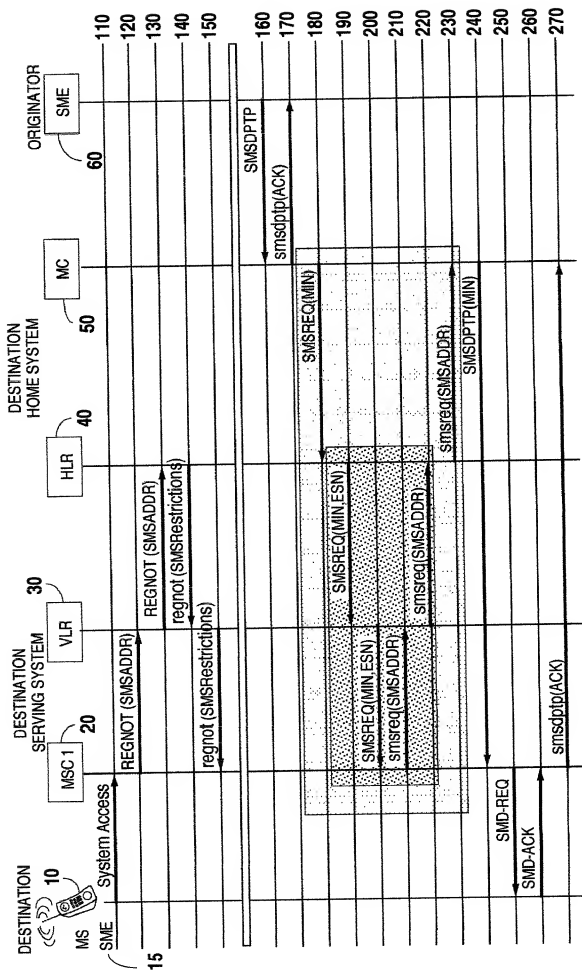 DESTINATION
10
MS
SME
15
DESTINATION
SERVING SYSTEM
20
30
MSC 1
VLR
DESTINATION
HOME SYSTEM
40
50
HLR
MC
ORIGINATOR
60
SME
System Access
110
REGNOT (SMSADDR)
120
REGNOT (SMSADDR)
130
regnot (SMSRestrictions)
140
regnot (SMSRestrictions)
150
SMSDPTP
160
smsdptp(ACK)
170
SMSREQ(MIN)
180
SMSREQ(MIN,ESN)
190
SMSREQ(MIN,ESN)
200
smsreq(SMSADDR)
210
smsreq(SMSADDR)
220
smsreq(SMSADDR)
230
SMSDPTP(MIN)
240
SMD-REQ
250
SMD-ACK
260
smsdptp(ACK)
270